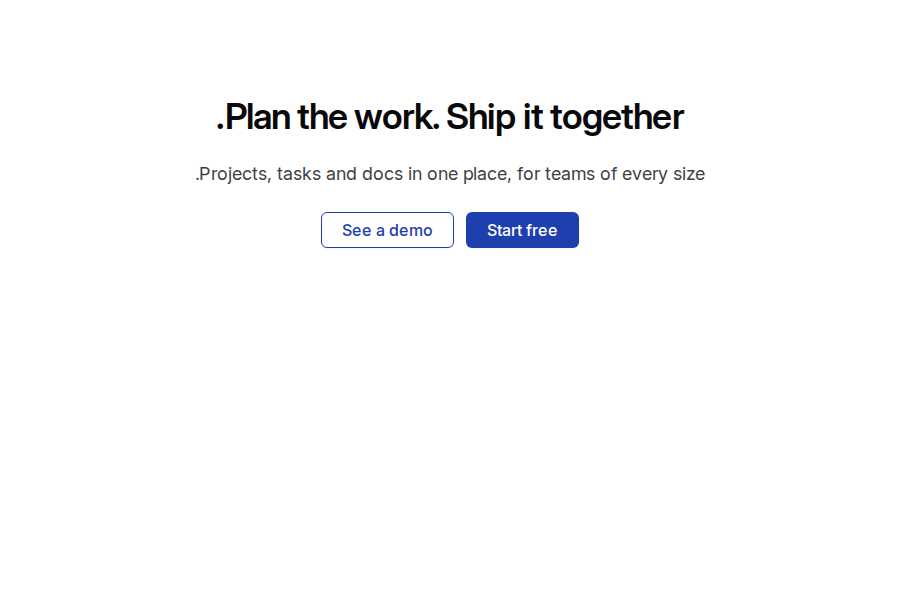 .Plan the work. Ship it together
.Projects, tasks and docs in one place, for teams of every size
See a demo
Start free